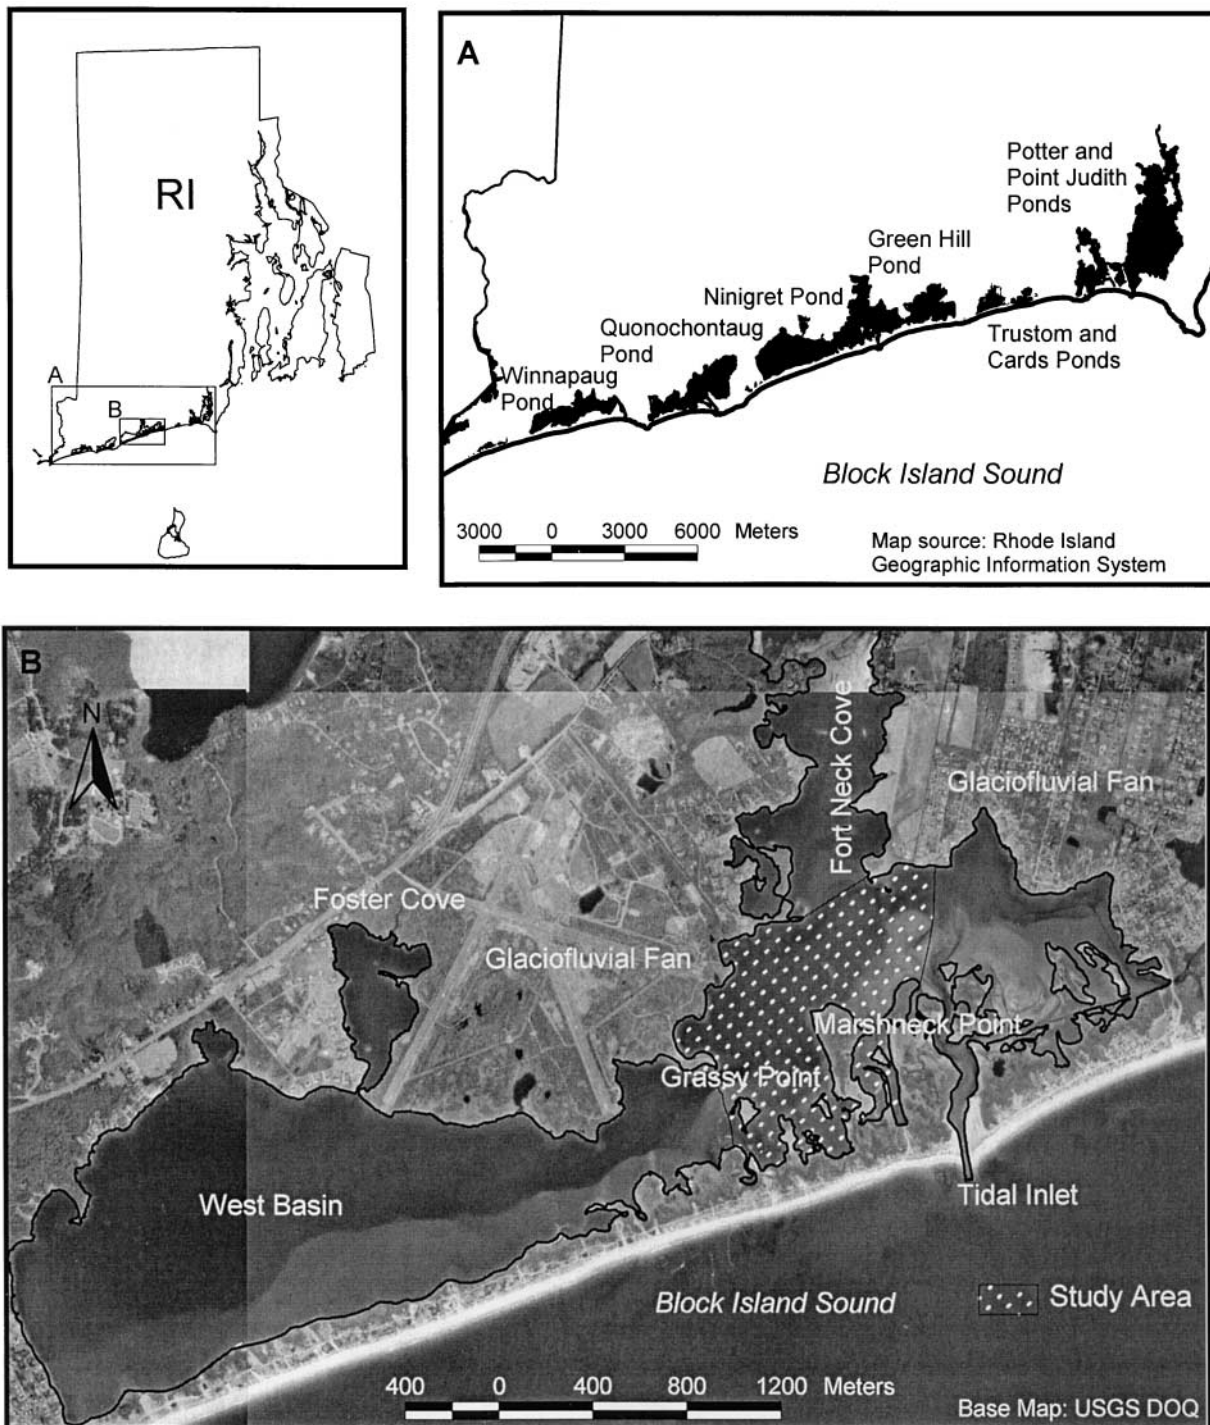 RI
A
B
A
Potter and
Point Judith
Ponds
Green Hill
Pond
Ninigret Pond
Quonochontaug
Pond
Trustom and
Cards Ponds
Winnapaug
Pond
Block Island Sound
3000 0 3000 6000 Meters
Map source: Rhode Island
Geographic Information System
B
N
Fort Neck Cove
Glaciofluvial Fan
Foster Cove
Glaciofluvial Fan
Marshneck Point
Grassy Point
West Basin
Tidal Inlet
Block Island Sound
Study Area
400 0 400 800 1200 Meters
Base Map: USGS DOQ